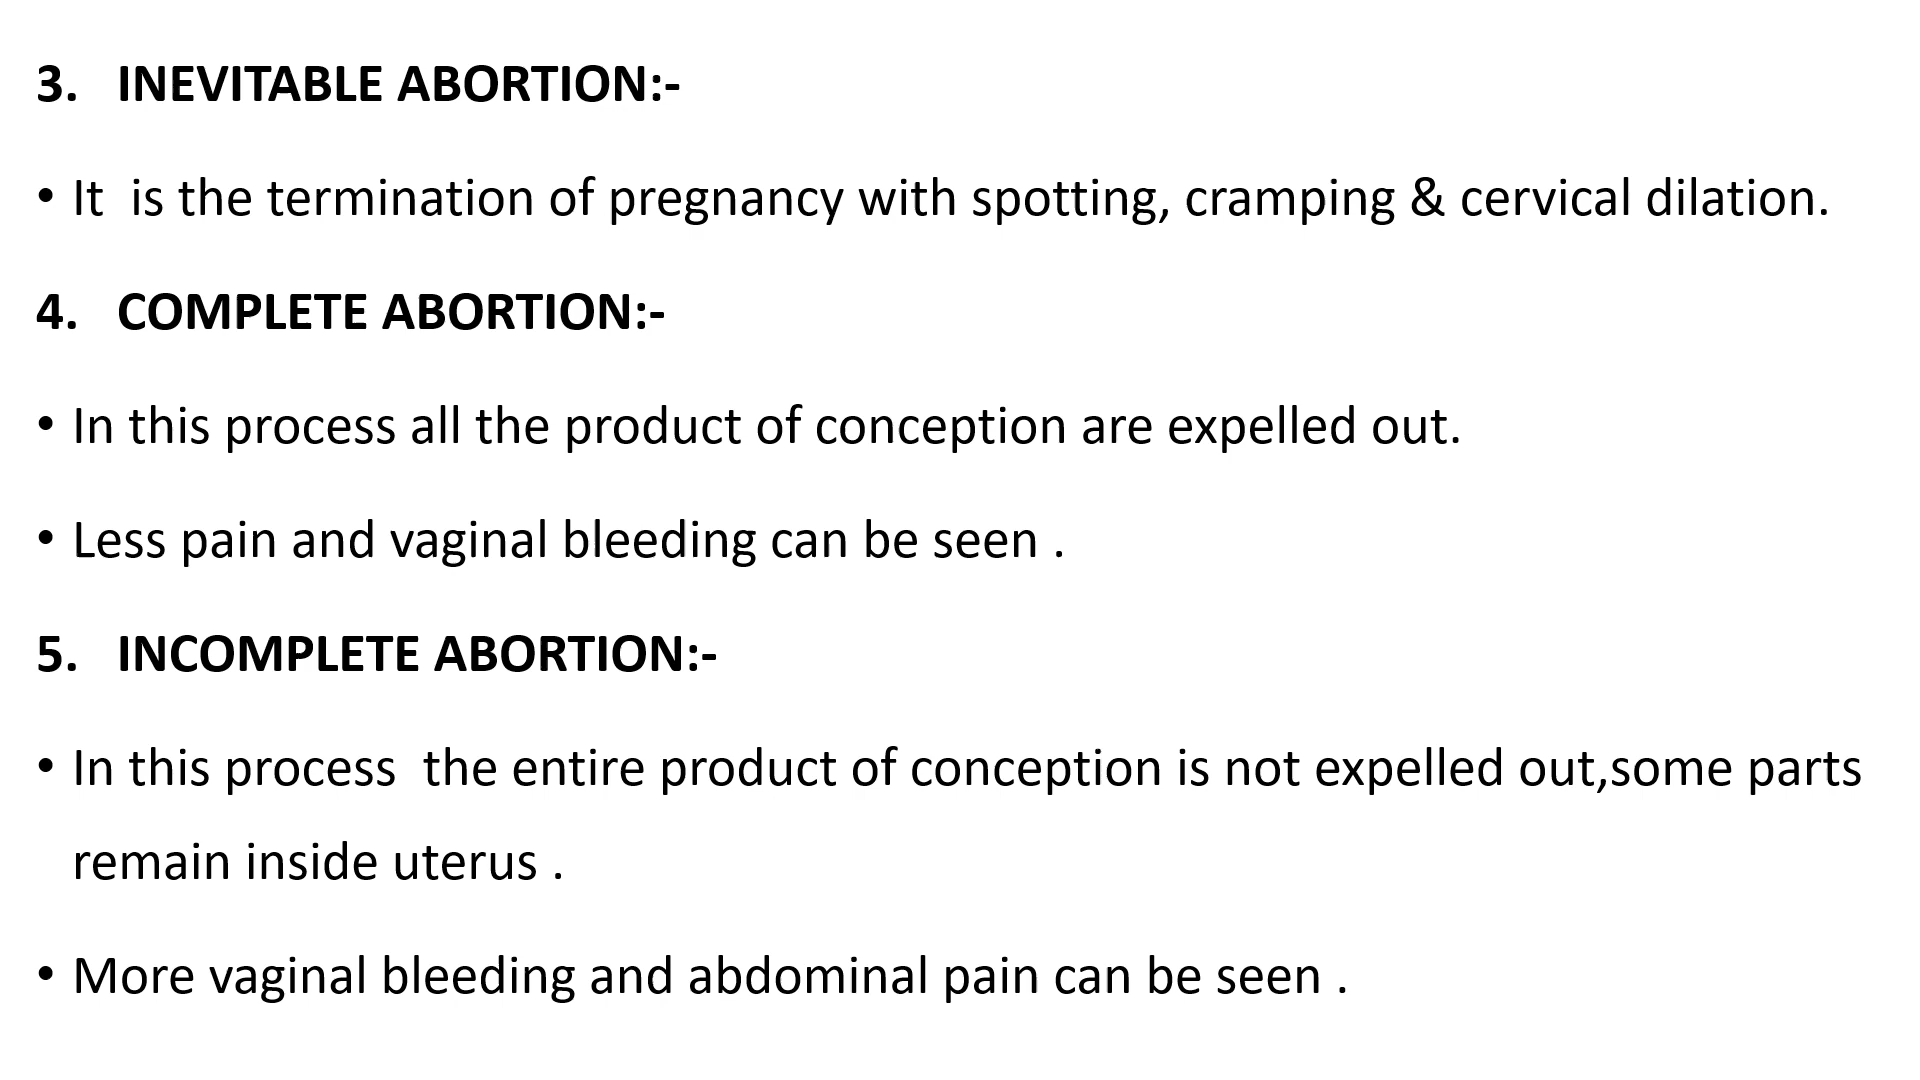 3. INEVITABLE ABORTION:-
• It  is the termination of pregnancy with spotting, cramping & cervical dilation.
4. COMPLETE ABORTION:-
• In this process all the product of conception are expelled out.
• Less pain and vaginal bleeding can be seen .
5. INCOMPLETE ABORTION:-
• In this process  the entire product of conception is not expelled out,some parts
remain inside uterus .
• More vaginal bleeding and abdominal pain can be seen .